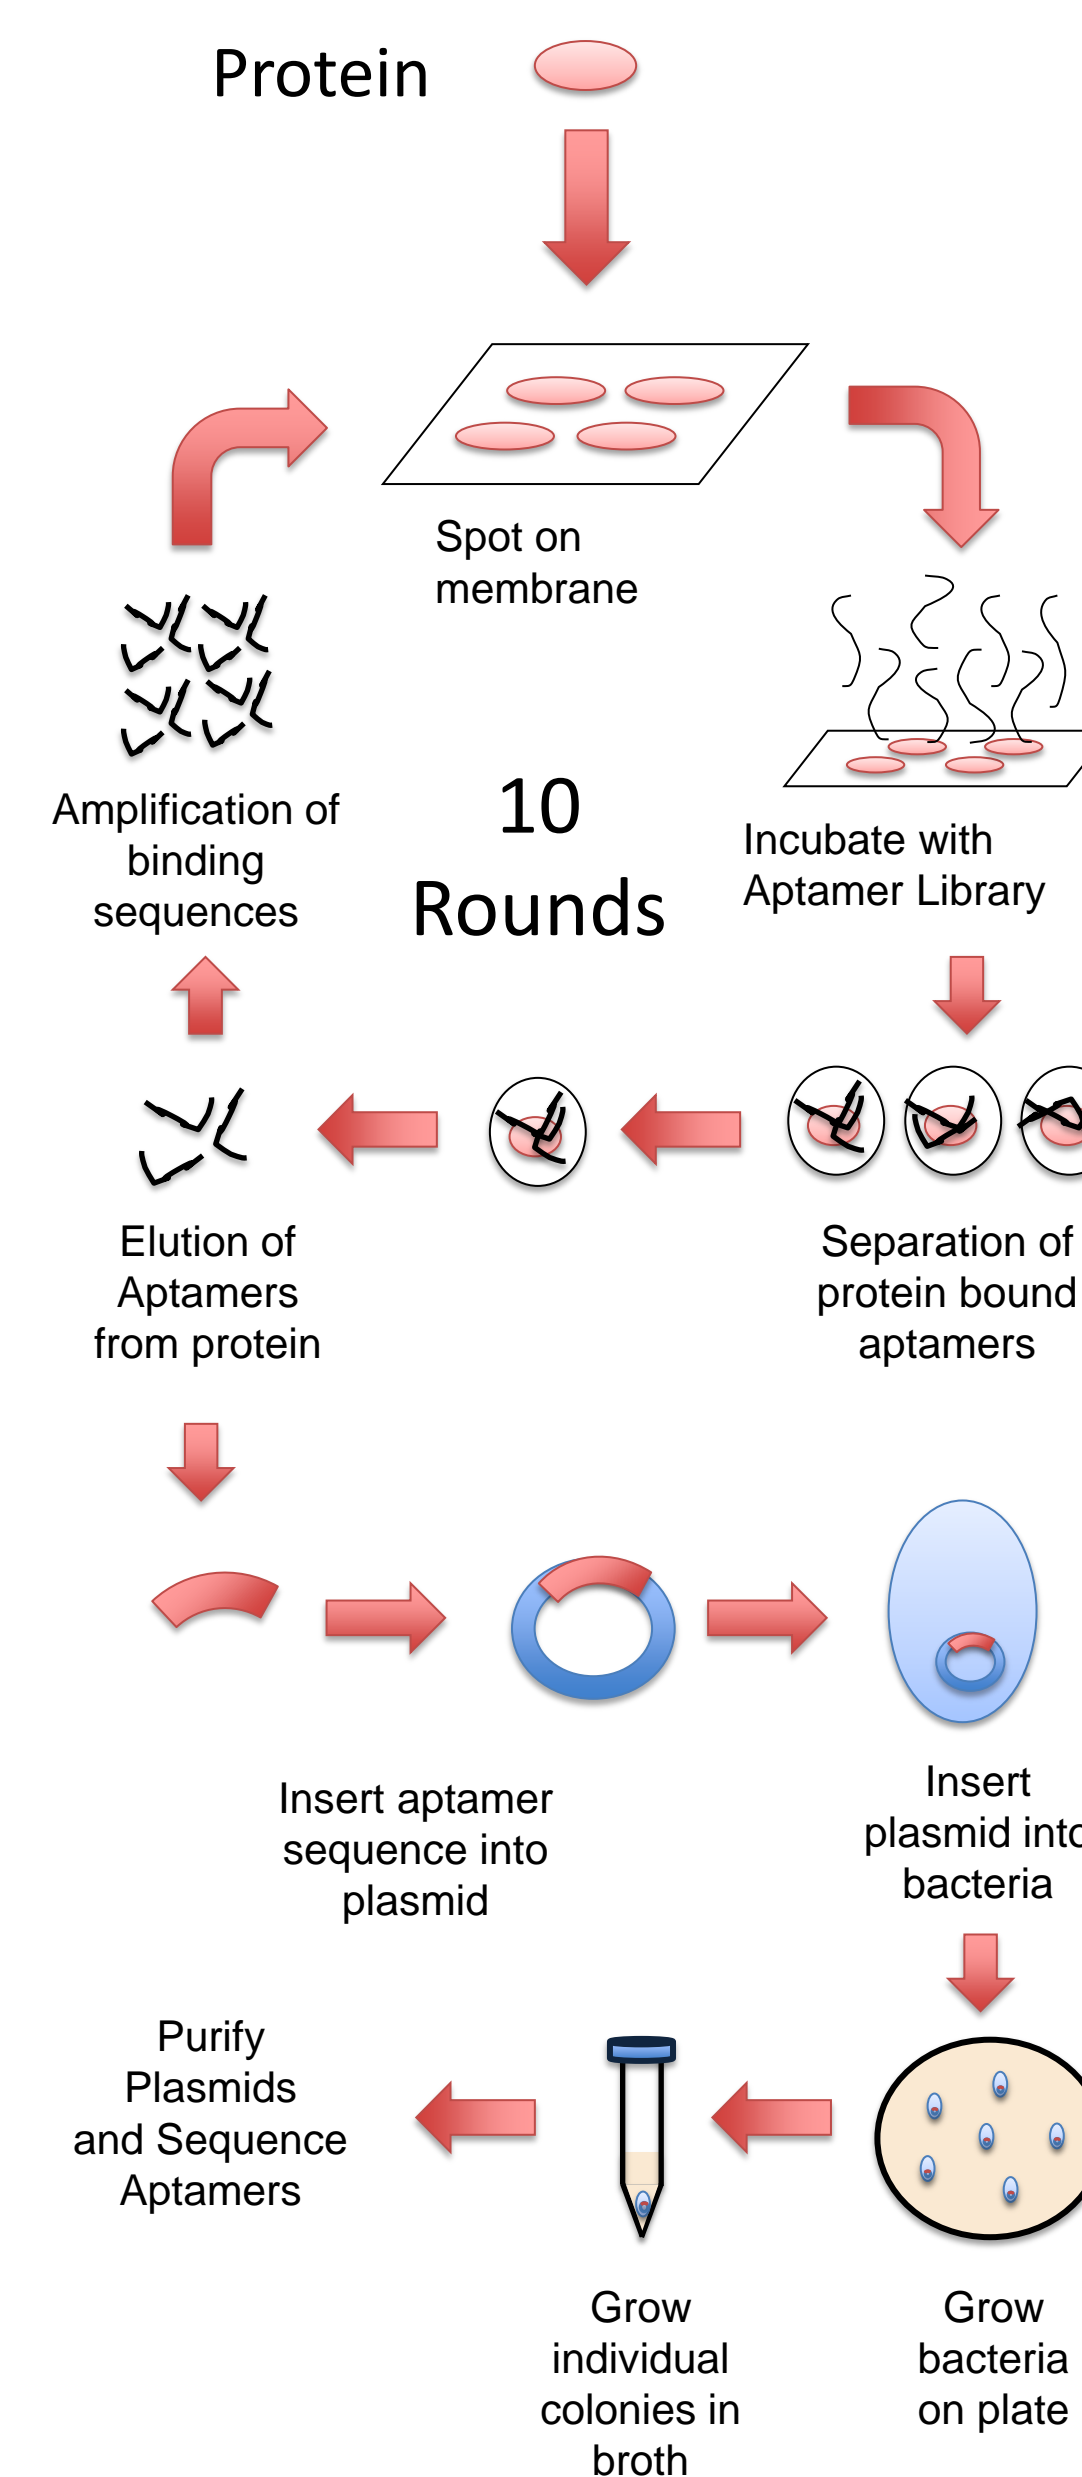 Protein
Spot on
membrane
Amplification of
binding
sequences
10
Rounds
Incubate with
Aptamer Library
Elution of
Aptamers
from protein
Separation of
protein bound
aptamers
Insert aptamer
sequence into
plasmid
Insert
plasmid into
bacteria
Purify
Plasmids
and Sequence
Aptamers
Grow
individual
colonies in
broth
Grow
bacteria
on plate